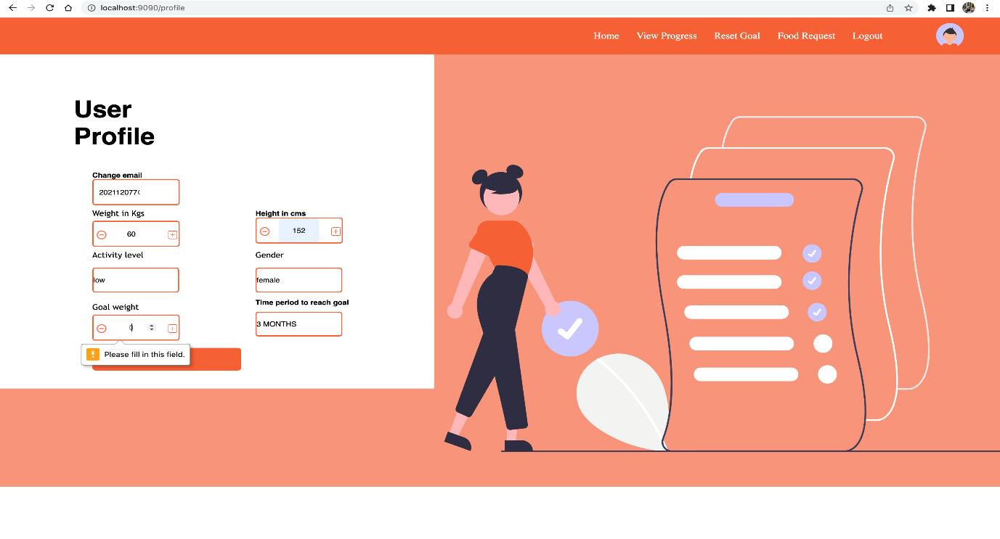 localhost:9090/profile
Home View Progress Reset Goal Food Request Logout
User
Profile
Change email
202112077
Weight in Kgs
60
Height in cms
152
Activity level
low
Gender
female
Goal weight
0
Time period to reach goal
3 MONTHS
Please fill in this field.